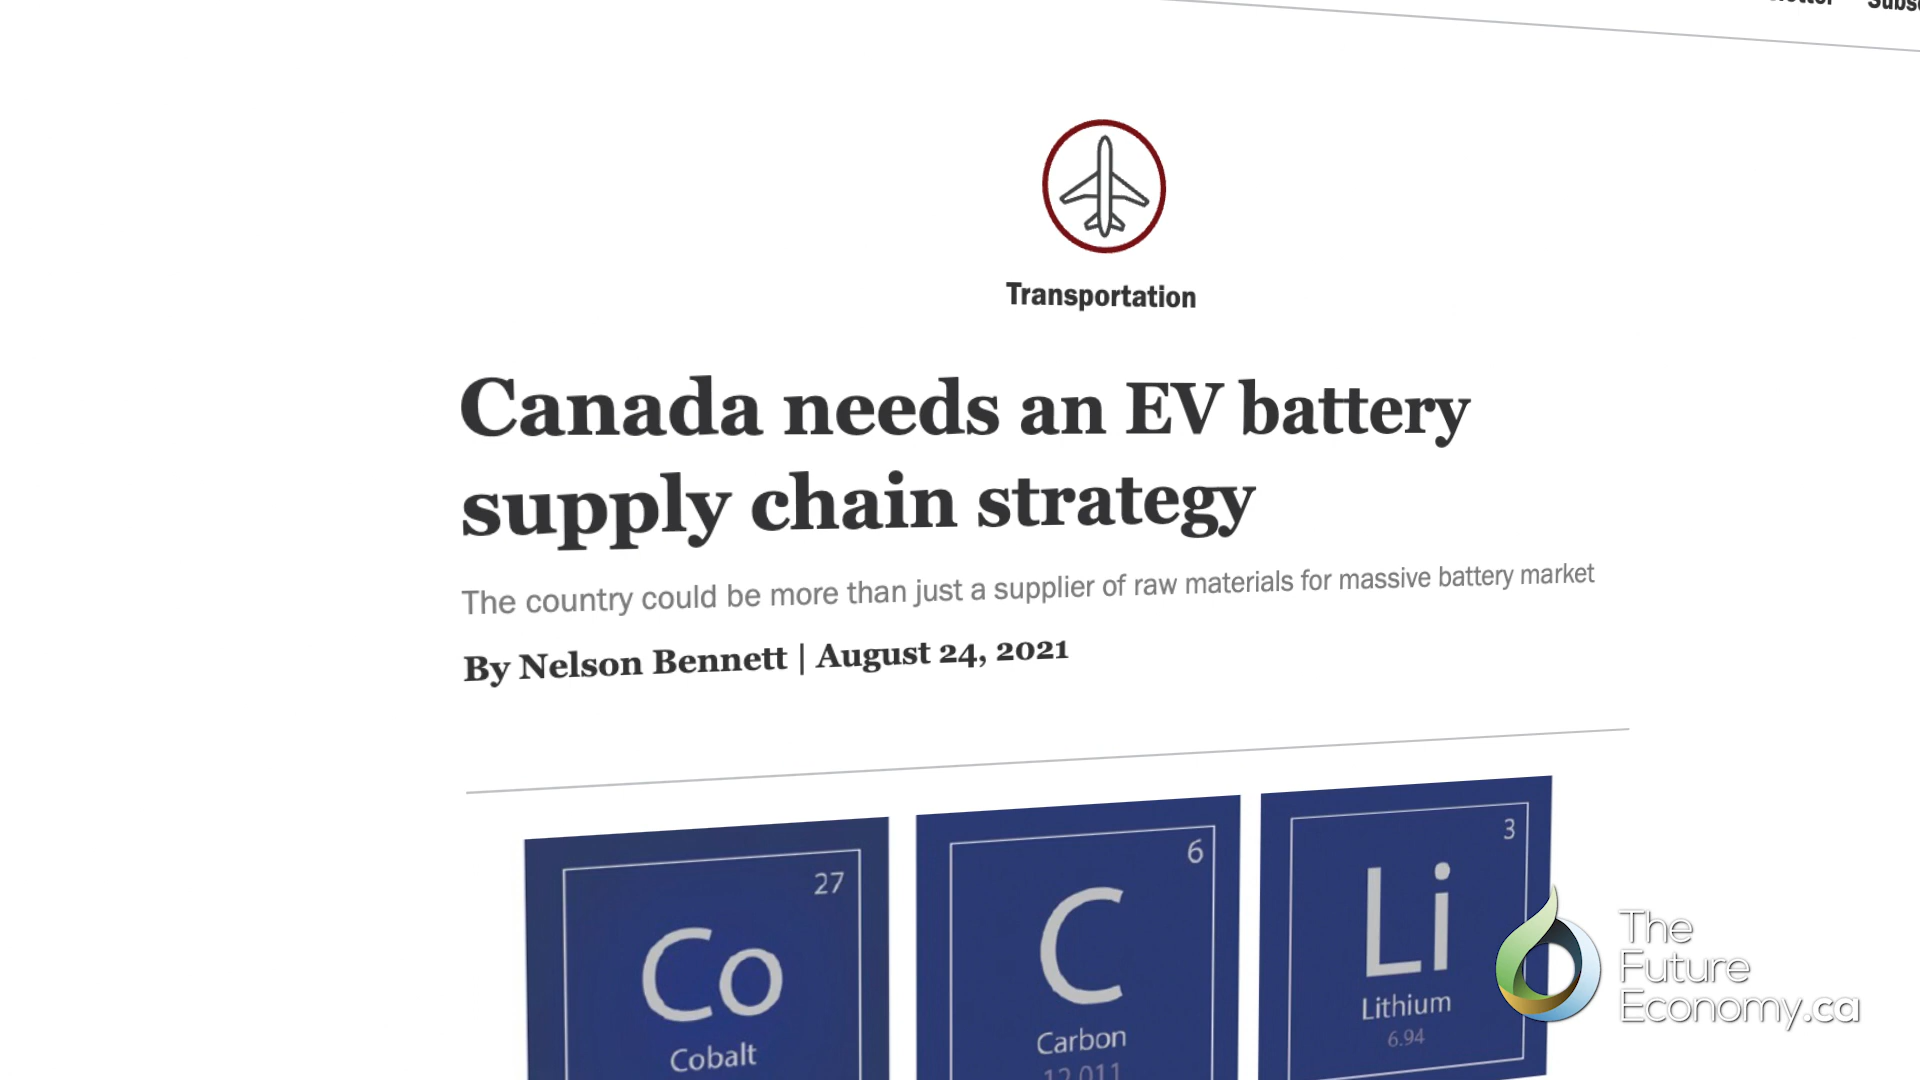 Transportation
Canada needs an EV battery
supply chain strategy
The country could be more than just a supplier of raw materials for massive battery market
By Nelson Bennett | August 24, 2021
27
Co
Cobalt
6
C
Carbon
12.011
3
Li
Lithium
6.94
The
Future
Economy.ca